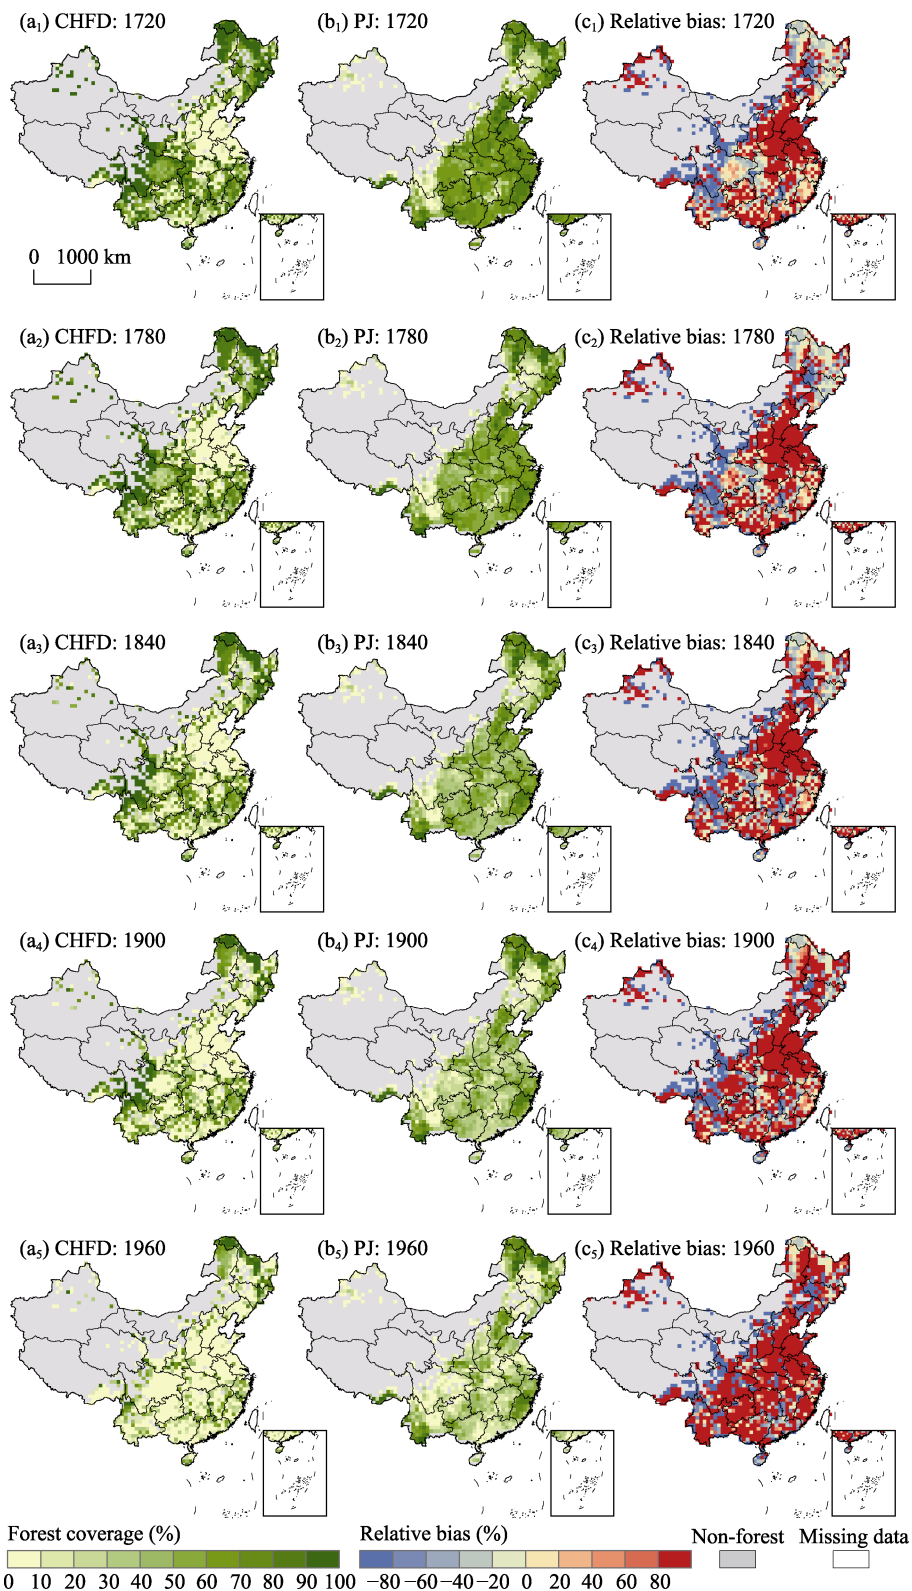 (a1) CHFD: 1720
(b1) PJ: 1720
(c1) Relative bias: 1720
0 1000 km
(a2) CHFD: 1780
(b2) PJ: 1780
(c2) Relative bias: 1780
(a3) CHFD: 1840
(b3) PJ: 1840
(c3) Relative bias: 1840
(a4) CHFD: 1900
(b4) PJ: 1900
(c4) Relative bias: 1900
(a5) CHFD: 1960
(b5) PJ: 1960
(c5) Relative bias: 1960
Forest coverage (%)
0 10 20 30 40 50 60 70 80 90 100
Relative bias (%)
−80 −60 −40 −20 0 20 40 60 80
Non-forest
Missing data